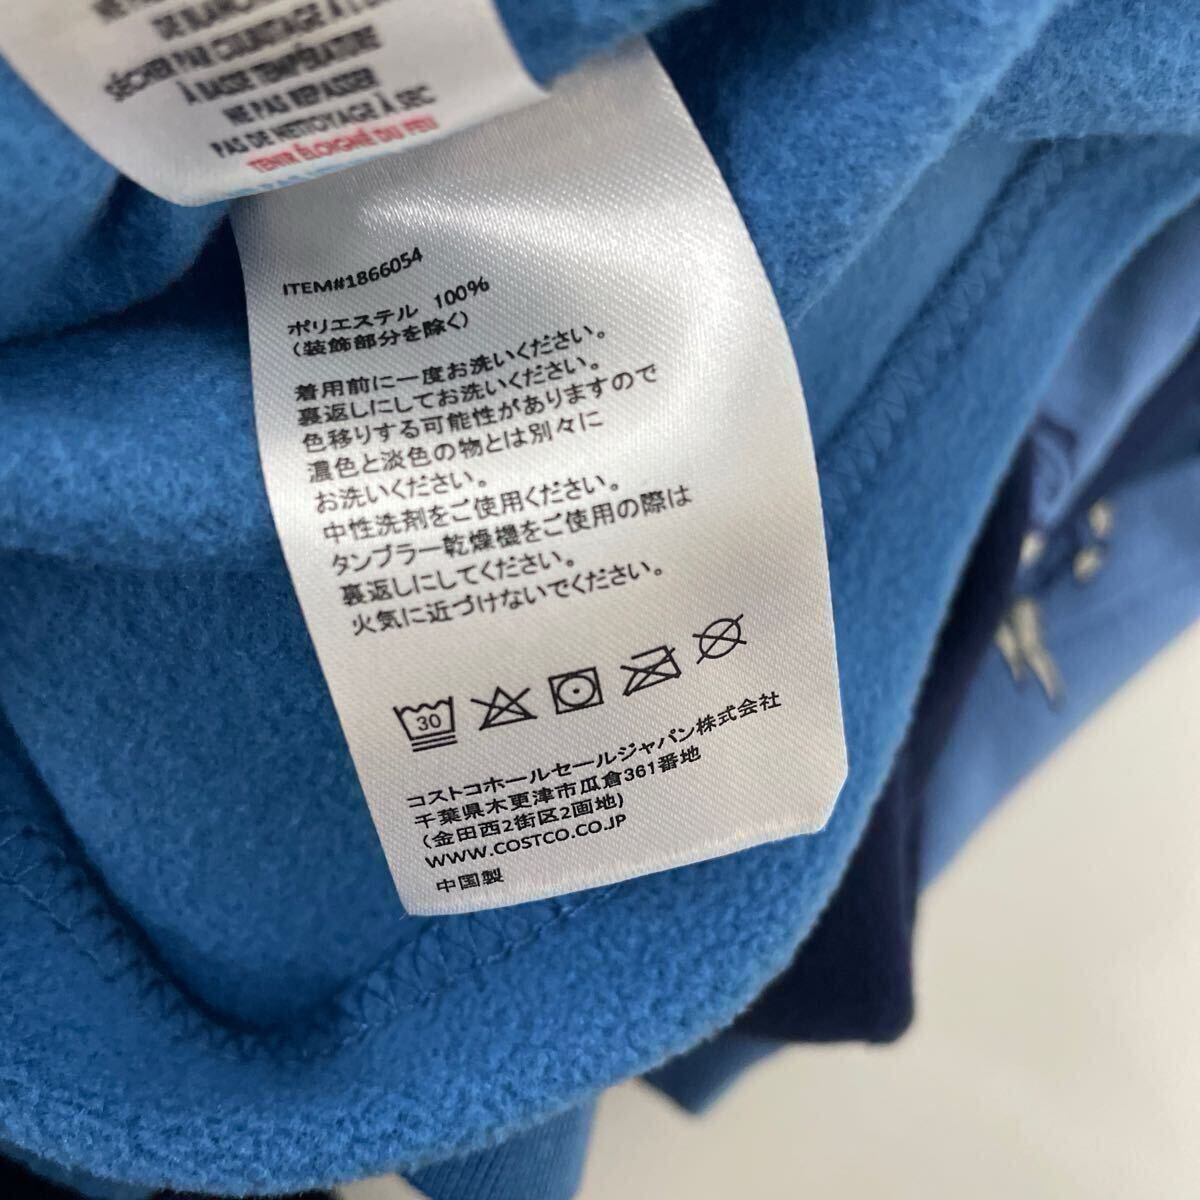 DE BLANCHIMENT
SÉCHER PAR CULBUTAGE À L'ENVERS
À BASSE TEMPÉRATURE
NE PAS REPASSER
PAS DE NETTOYAGE À SEC
TENIR ÉLOIGNÉ DU FEU
ITEM#1866054
ポリエステル 100%
(装飾部分を除く)
着用前に一度お洗いください。
裏返しにしてお洗いください。
色移りする可能性がありますので
濃色と淡色の物とは別々に
お洗いください。
中性洗剤をご使用ください。
タンブラー乾燥機をご使用の際は
裏返しにしてください。
火気に近づけないでください。
30
コストコホールセールジャパン株式会社
千葉県木更津市瓜倉361番地
(金田西2街区2画地)
WWW.COSTCO.CO.JP
中国製